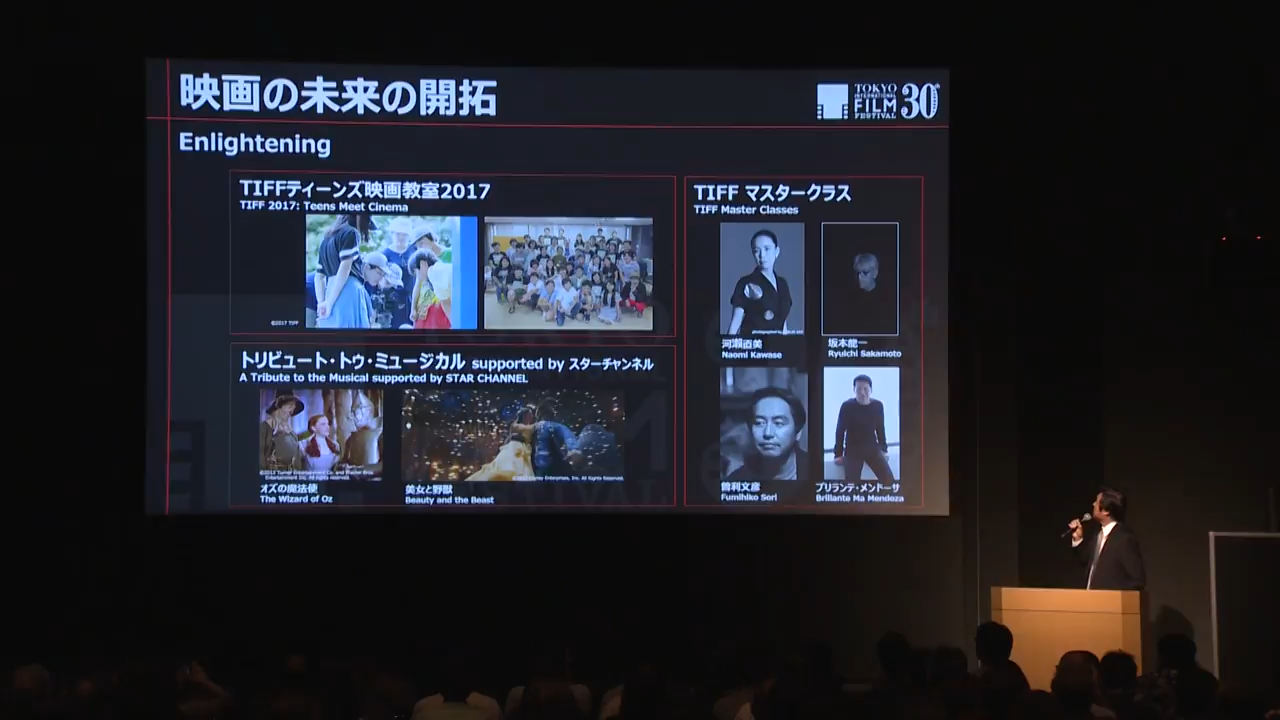 映画の未来の開拓
TOKYO
INTERNATIONAL
FILM
FESTIVAL
30
Enlightening
TIFFティーンズ映画教室2017
TIFF 2017: Teens Meet Cinema
©2017 TIFF
トリビュート・トゥ・ミュージカル supported by スターチャンネル
A Tribute to the Musical supported by STAR CHANNEL
オズの魔法使
The Wizard of Oz
美女と野獣
Beauty and the Beast
TIFF マスタークラス
TIFF Master Classes
河瀨直美
Naomi Kawase
坂本龍一
Ryuichi Sakamoto
曽利文彦
Fumihiko Sori
ブリランテ・メンドーサ
Brillante Ma Mendoza